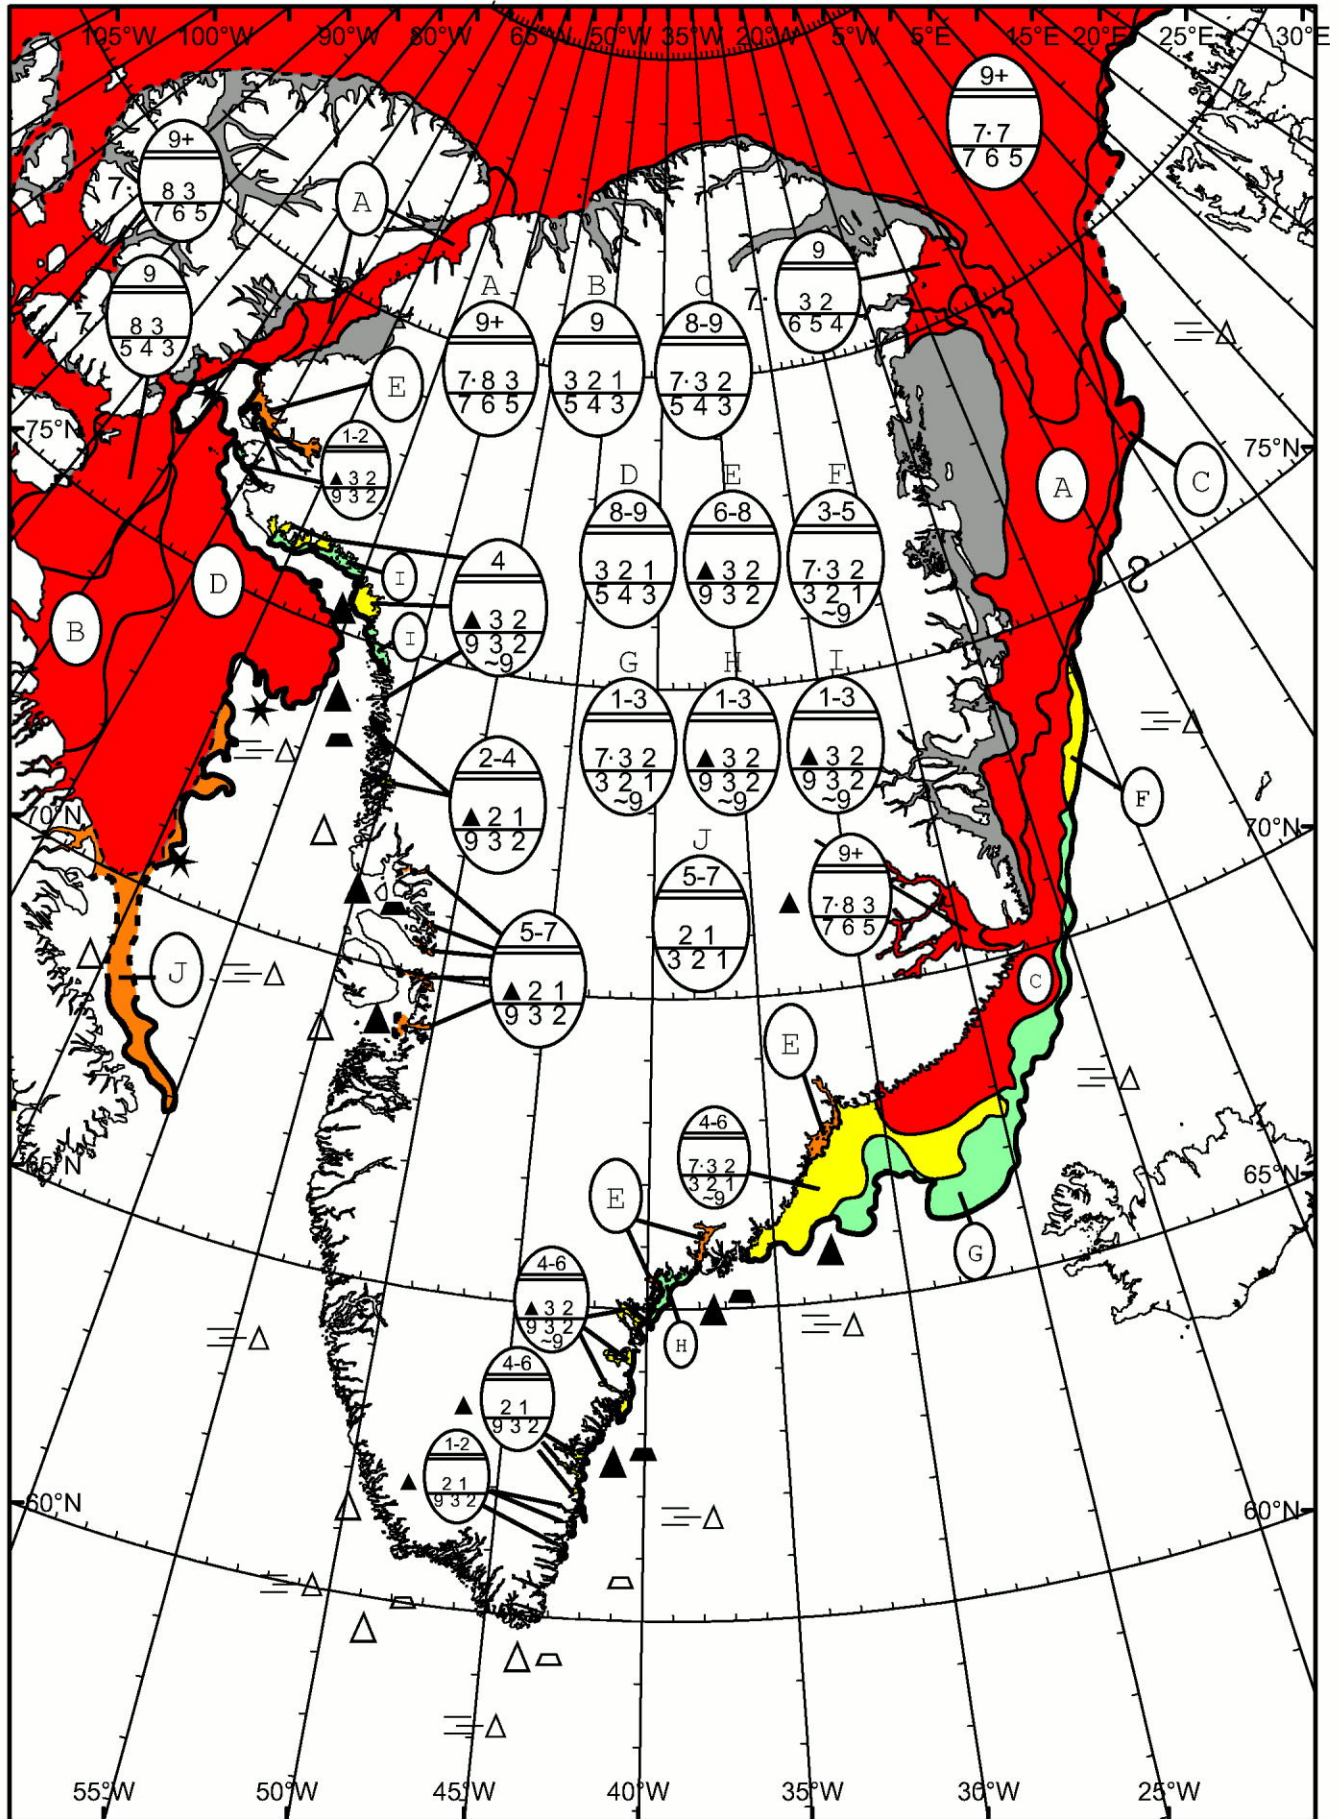 105°W 100°W 90°W 80°W 65°W 50°W 35°W 20°W 5°W 5°E 15°E 20°E 25°E 30°E
9+
7· 7
7 6 5
9+
7· 8 3
7 6 5
A
9
7· 8 3
5 4 3
9
7· 3 2
6 5 4
A B C
9+
7· 8 3
7 6 5
9
3 2 1
5 4 3
8-9
7· 3 2
5 4 3
E
75°N
75°N
1-2
▲ 3 2
9 3 2
A
C
D E F
8-9
3 2 1
5 4 3
6-8
▲ 3 2
9 3 2
3-5
7· 3 2
3 2 1
~9
4
▲ 3 2
9 3 2
~9
I
D
B
I
G H I
1-3
7· 3 2
3 2 1
~9
1-3
▲ 3 2
9 3 2
~9
1-3
▲ 3 2
9 3 2
~9
2-4
▲ 2 1
9 3 2
F
70°N
70°N
J
5-7
2 1
3 2 1
9+
▲ 7· 8 3
7 6 5
5-7
▲ 2 1
9 3 2
J
C
E
4-6
7· 3 2
3 2 1
~9
65°N
65°N
E
G
4-6
▲ 3 2
9 3 2
~9
H
4-6
▲ 2 1
9 3 2
1-2
▲ 2 1
9 3 2
60°N
60°N
55°W 50°W 45°W 40°W 35°W 30°W 25°W